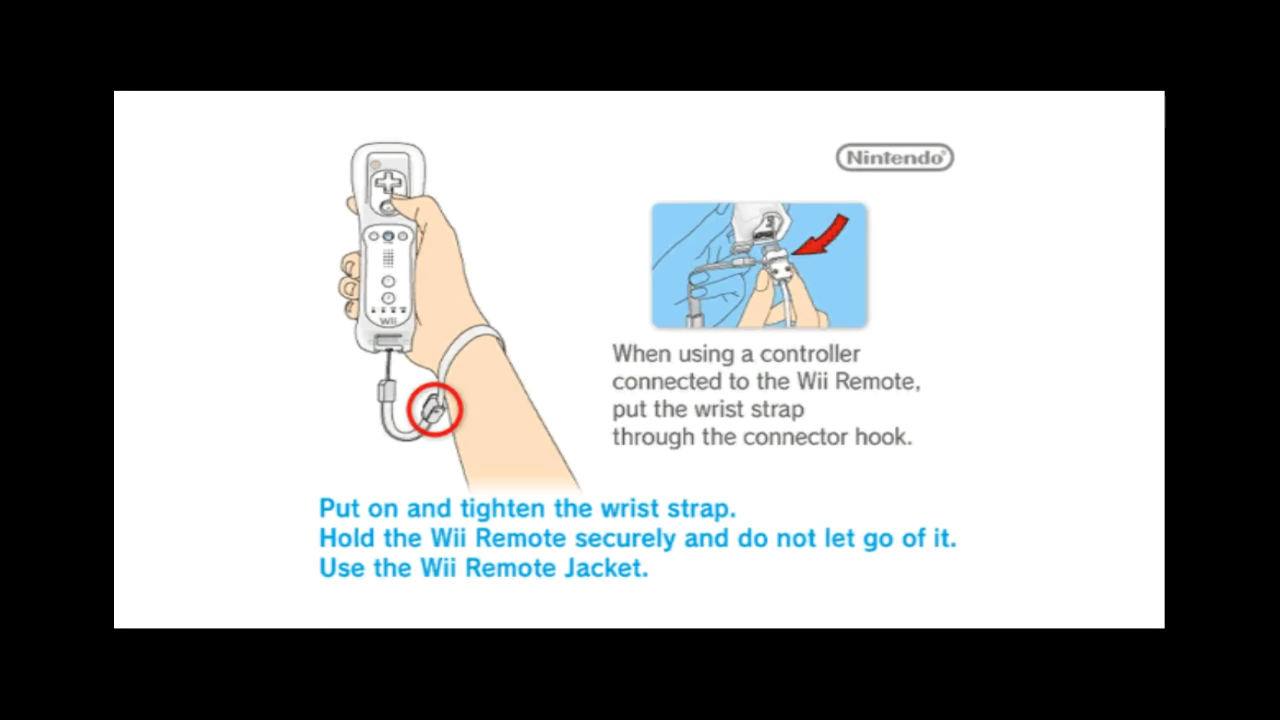 Nintendo®
Wii
When using a controller
connected to the Wii Remote,
put the wrist strap
through the connector hook.
Put on and tighten the wrist strap.
Hold the Wii Remote securely and do not let go of it.
Use the Wii Remote Jacket.